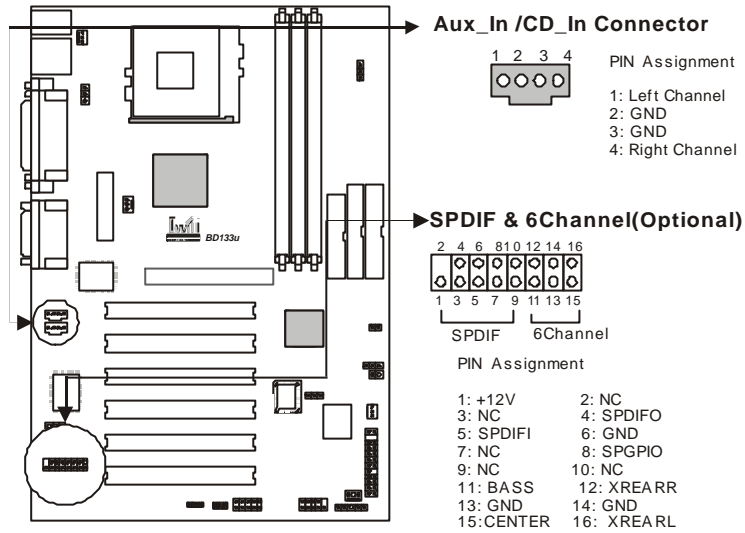 Aux_In /CD_In Connector
1 2 3 4
PIN Assignment
1: Left Channel
2: GND
3: GND
4: Right Channel
Iwill
BD133u
SPDIF & 6Channel(Optional)
2 4 6 8 10 12 14 16
1 3 5 7 9 11 13 15
SPDIF 6Channel
PIN Assignment
1: +12V 2: NC
3: NC 4: SPDIFO
5: SPDIFI 6: GND
7: NC 8: SPGPIO
9: NC 10: NC
11: BASS 12: XREARR
13: GND 14: GND
15:CENTER 16: XREARL